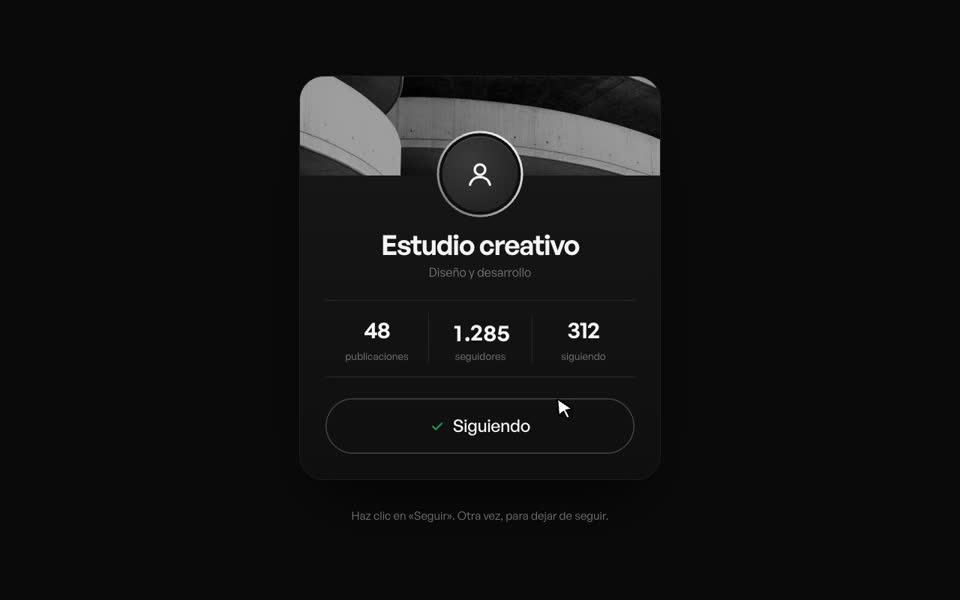 Estudio creativo
Diseño y desarrollo
48
1.285
312
publicaciones
seguidores
siguiendo
Siguiendo
Haz clic en «Seguir». Otra vez, para dejar de seguir.